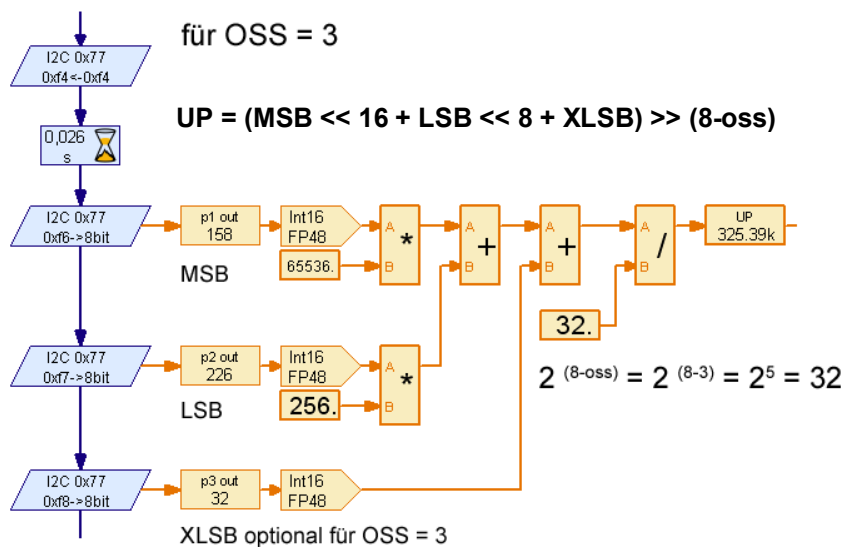 für OSS = 3
I2C 0x77
0xf4<-0xf4
UP = (MSB << 16 + LSB << 8 + XLSB) >> (8-oss)
0,026
s
I2C 0x77
0xf6->8bit
p1 out
158
Int16
FP48
A
*
B
65536.
MSB
A
+
B
A
+
B
A
/
B
UP
325.39k
32.
2 (8-oss) = 2 (8-3) = 2⁵ = 32
I2C 0x77
0xf7->8bit
p2 out
226
Int16
FP48
A
*
B
256.
LSB
I2C 0x77
0xf8->8bit
p3 out
32
Int16
FP48
XLSB optional für OSS = 3